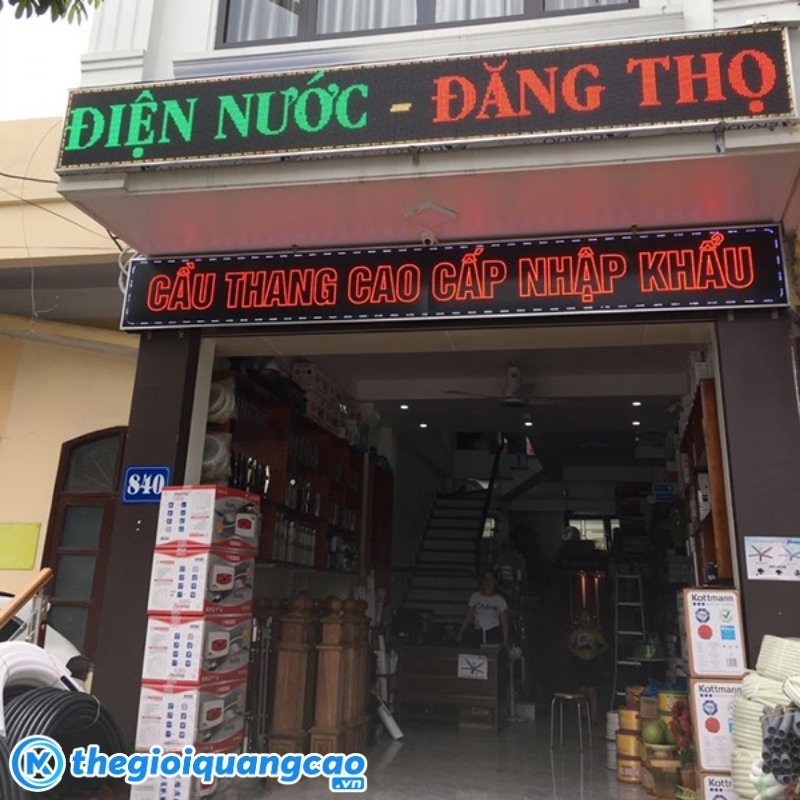 ĐIỆN NƯỚC - ĐĂNG THỌ
CẦU THANG CAO CẤP NHẬP KHẨU
840
Kottmann
Kottmann
thegioiquangcao
.vn